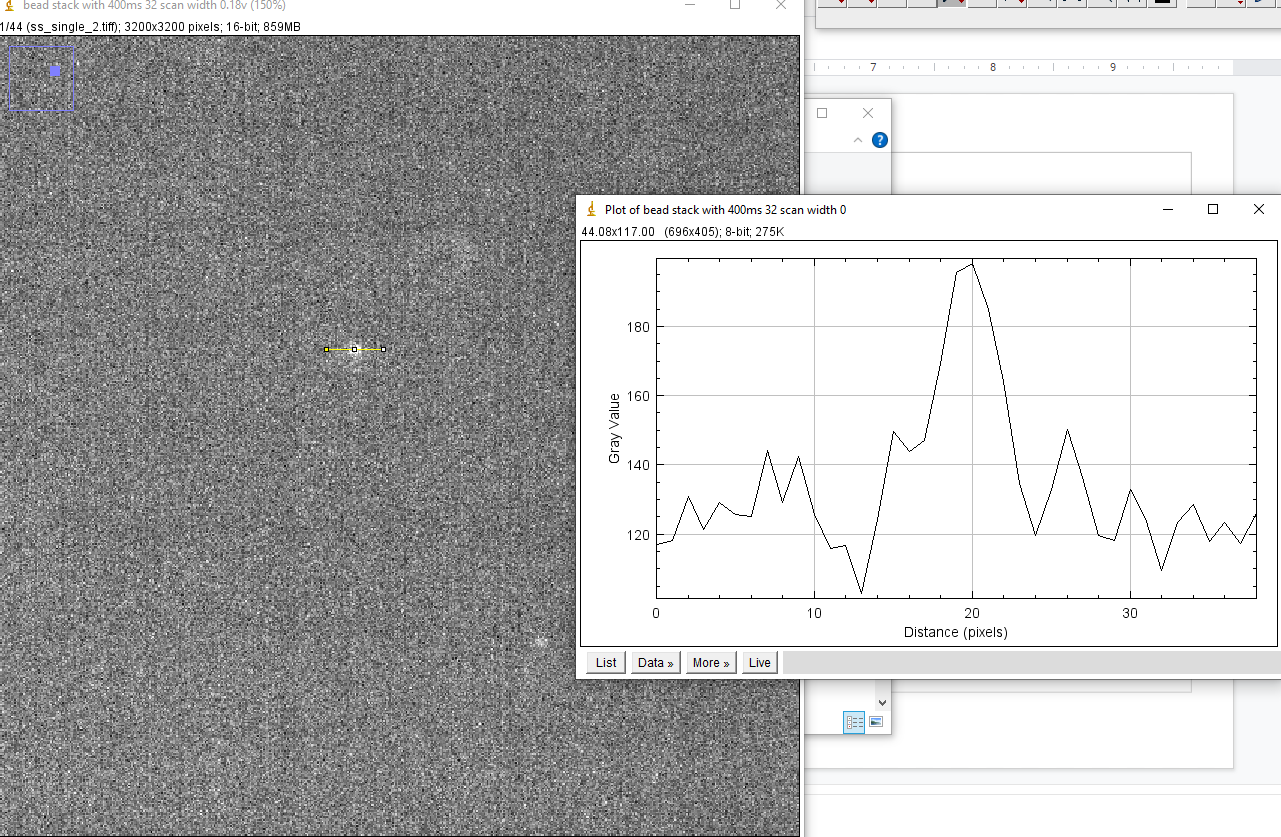 bead stack with 400ms 32 scan width 0.18v (150%)
1/44 (ss_single_2.tiff); 3200x3200 pixels; 16-bit; 859MB
7 8 9
?
Plot of bead stack with 400ms 32 scan width 0
44.08x117.00 (696x405); 8-bit; 275K
180
160
140
120
Gray Value
0 10 20 30
Distance (pixels)
List Data » More » Live